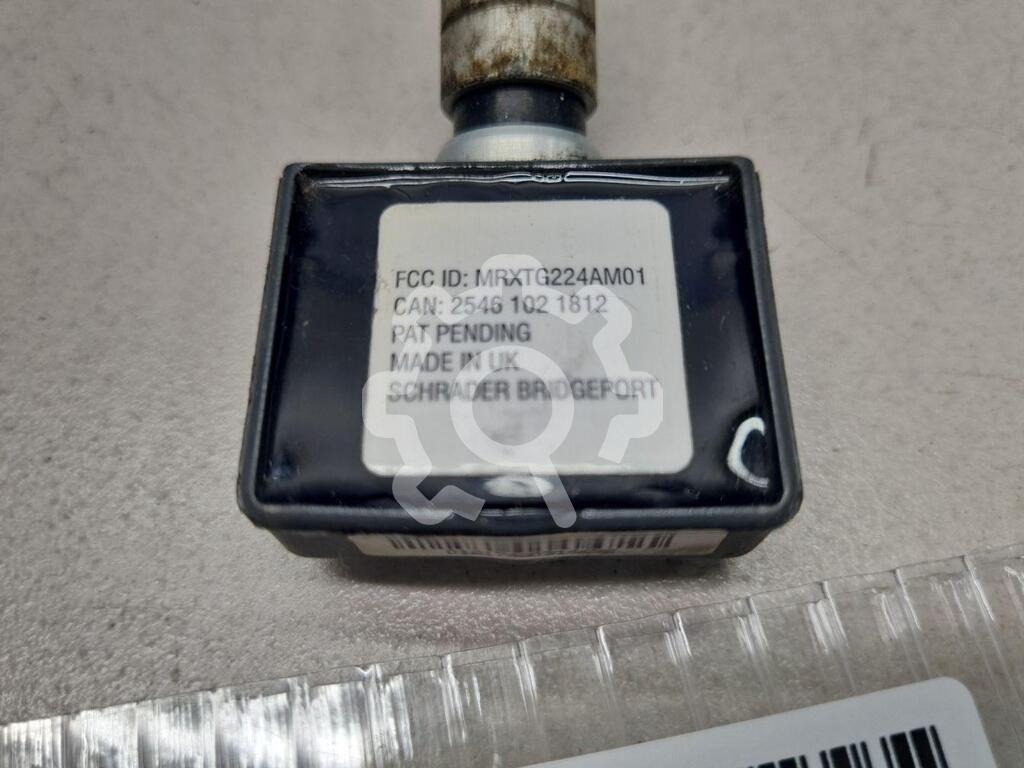 FCC ID: MRXTG224AM01
CAN: 2546 102 1812
PAT PENDING
MADE IN UK
SCHRADER BRIDGEPORT
C